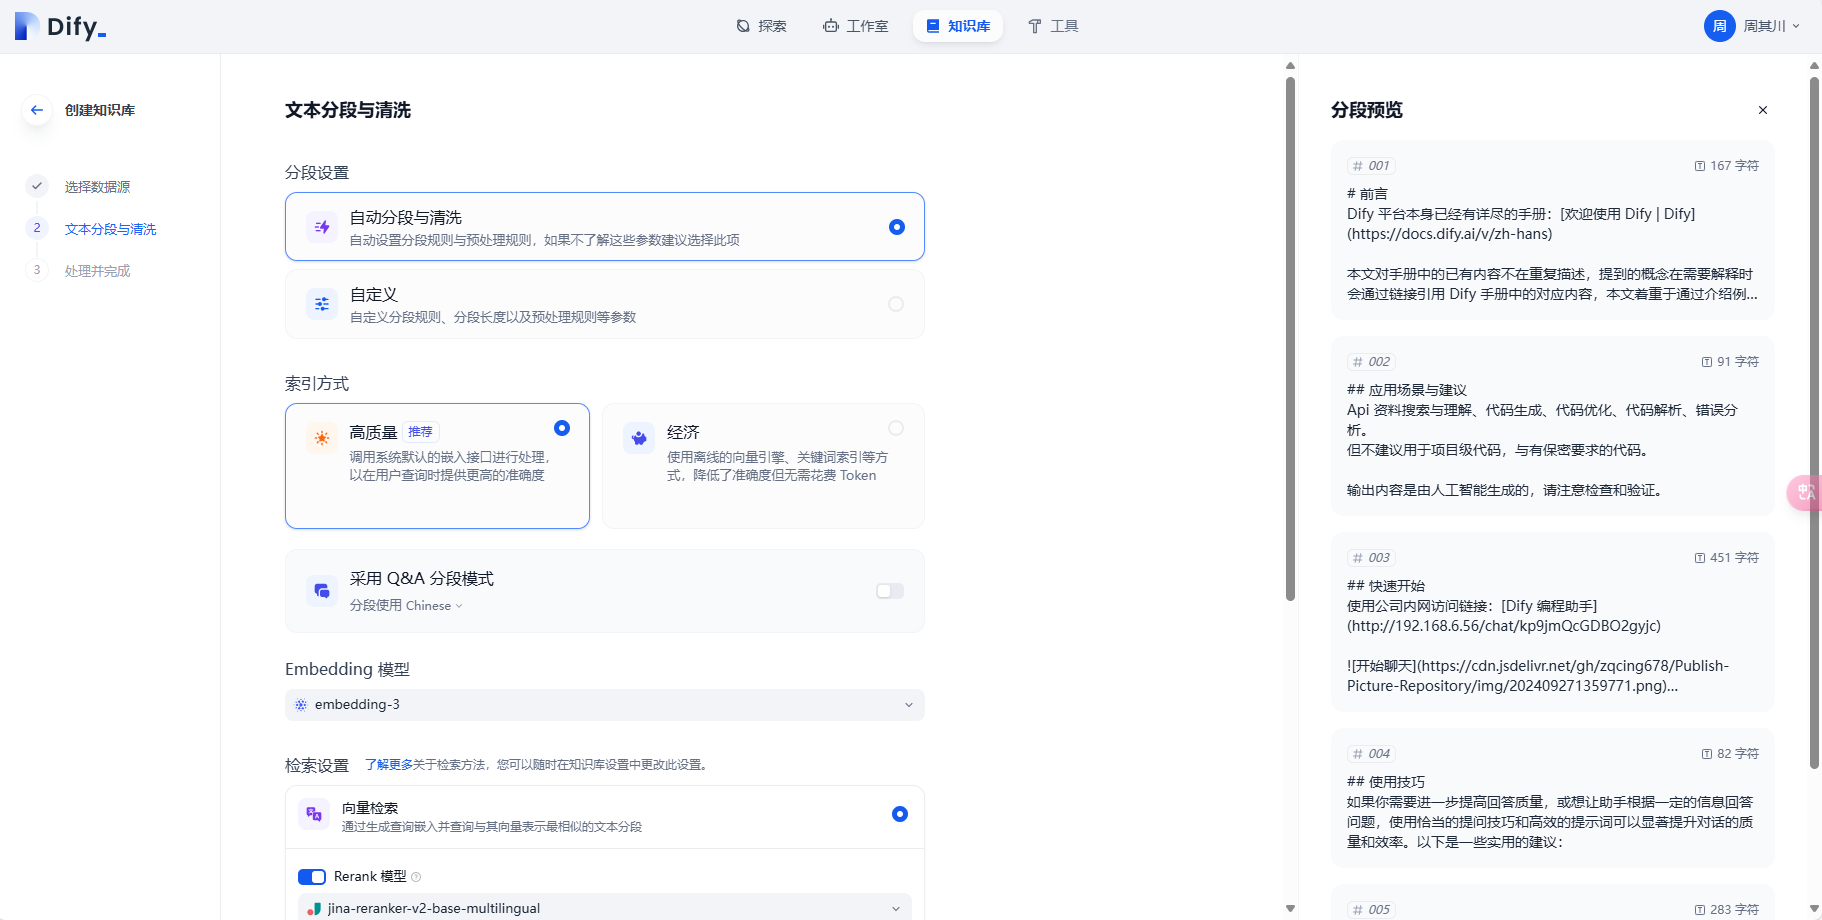 Dify_
探索
工作室
知识库
工具
周
周其川
创建知识库
选择数据源
2
文本分段与清洗
3
处理并完成
文本分段与清洗
分段设置
自动分段与清洗
自动设置分段规则与预处理规则，如果不了解这些参数建议选择此项
自定义
自定义分段规则、分段长度以及预处理规则等参数
索引方式
高质量 推荐
调用系统默认的嵌入接口进行处理，
以在用户查询时提供更高的准确度
经济
使用离线的向量引擎、关键词索引等方
式，降低了准确度但无需花费 Token
采用 Q&A 分段模式
分段使用 Chinese
Embedding 模型
embedding-3
检索设置 了解更多关于检索方法，您可以随时在知识库设置中更改此设置。
向量检索
通过生成查询嵌入并查询与其向量表示最相似的文本分段
Rerank 模型
jina-reranker-v2-base-multilingual
分段预览
# 001 167 字符
# 前言
Dify 平台本身已经有详尽的手册：[欢迎使用 Dify | Dify]
(https://docs.dify.ai/v/zh-hans)
本文对手册中的已有内容不在重复描述，提到的概念在需要解释时
会通过链接引用 Dify 手册中的对应内容，本文着重于通过介绍例...
# 002 91 字符
## 应用场景与建议
Api 资料搜索与理解、代码生成、代码优化、代码解析、错误分
析。
但不建议用于项目级代码，与有保密要求的代码。
输出内容是由人工智能生成的，请注意检查和验证。
# 003 451 字符
## 快速开始
使用公司内网访问链接：[Dify 编程助手]
(http://192.168.6.56/chat/kp9jmQcGDBO2gyjc)
![开始聊天](https://cdn.jsdelivr.net/gh/zqcing678/Publish-
Picture-Repository/img/202409271359771.png)...
# 004 82 字符
## 使用技巧
如果你需要进一步提高回答质量，或想让助手根据一定的信息回答
问题，使用恰当的提问技巧和高效的提示词可以显著提升对话的质
量和效率。以下是一些实用的建议：
# 005 283 字符
中A